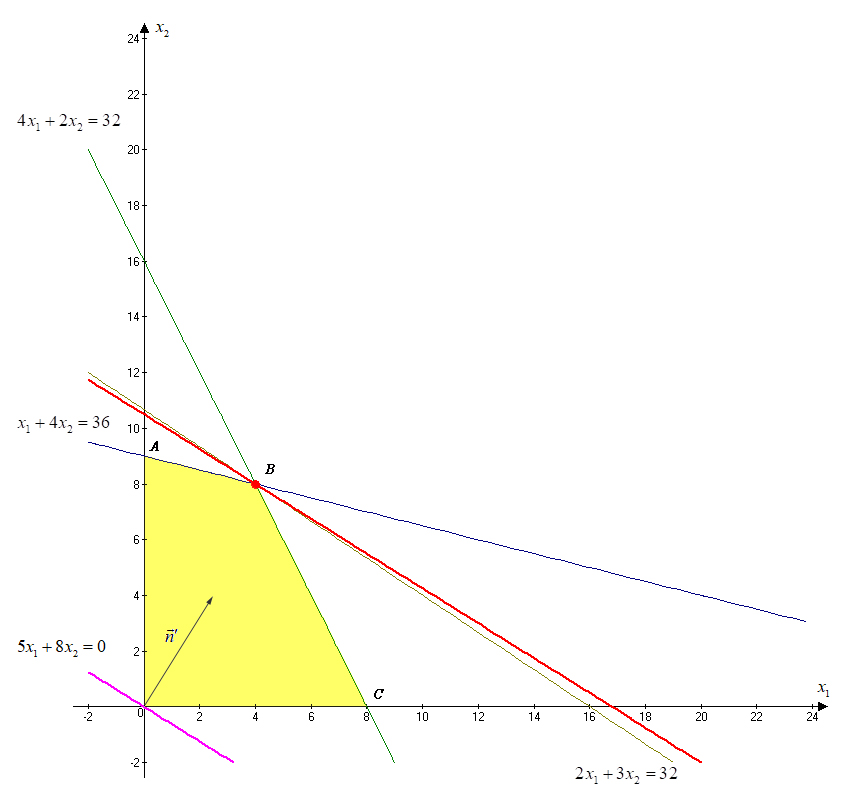 x₂
24
22
4x₁ + 2x₂ = 32
20
18
16
14
12
x₁ + 4x₂ = 36
10
A
B
8
6
4
n⃗′
5x₁ + 8x₂ = 0
2
C
x₁
-2 0 2 4 6 8 10 12 14 16 18 20 22 24
-2
2x₁ + 3x₂ = 32